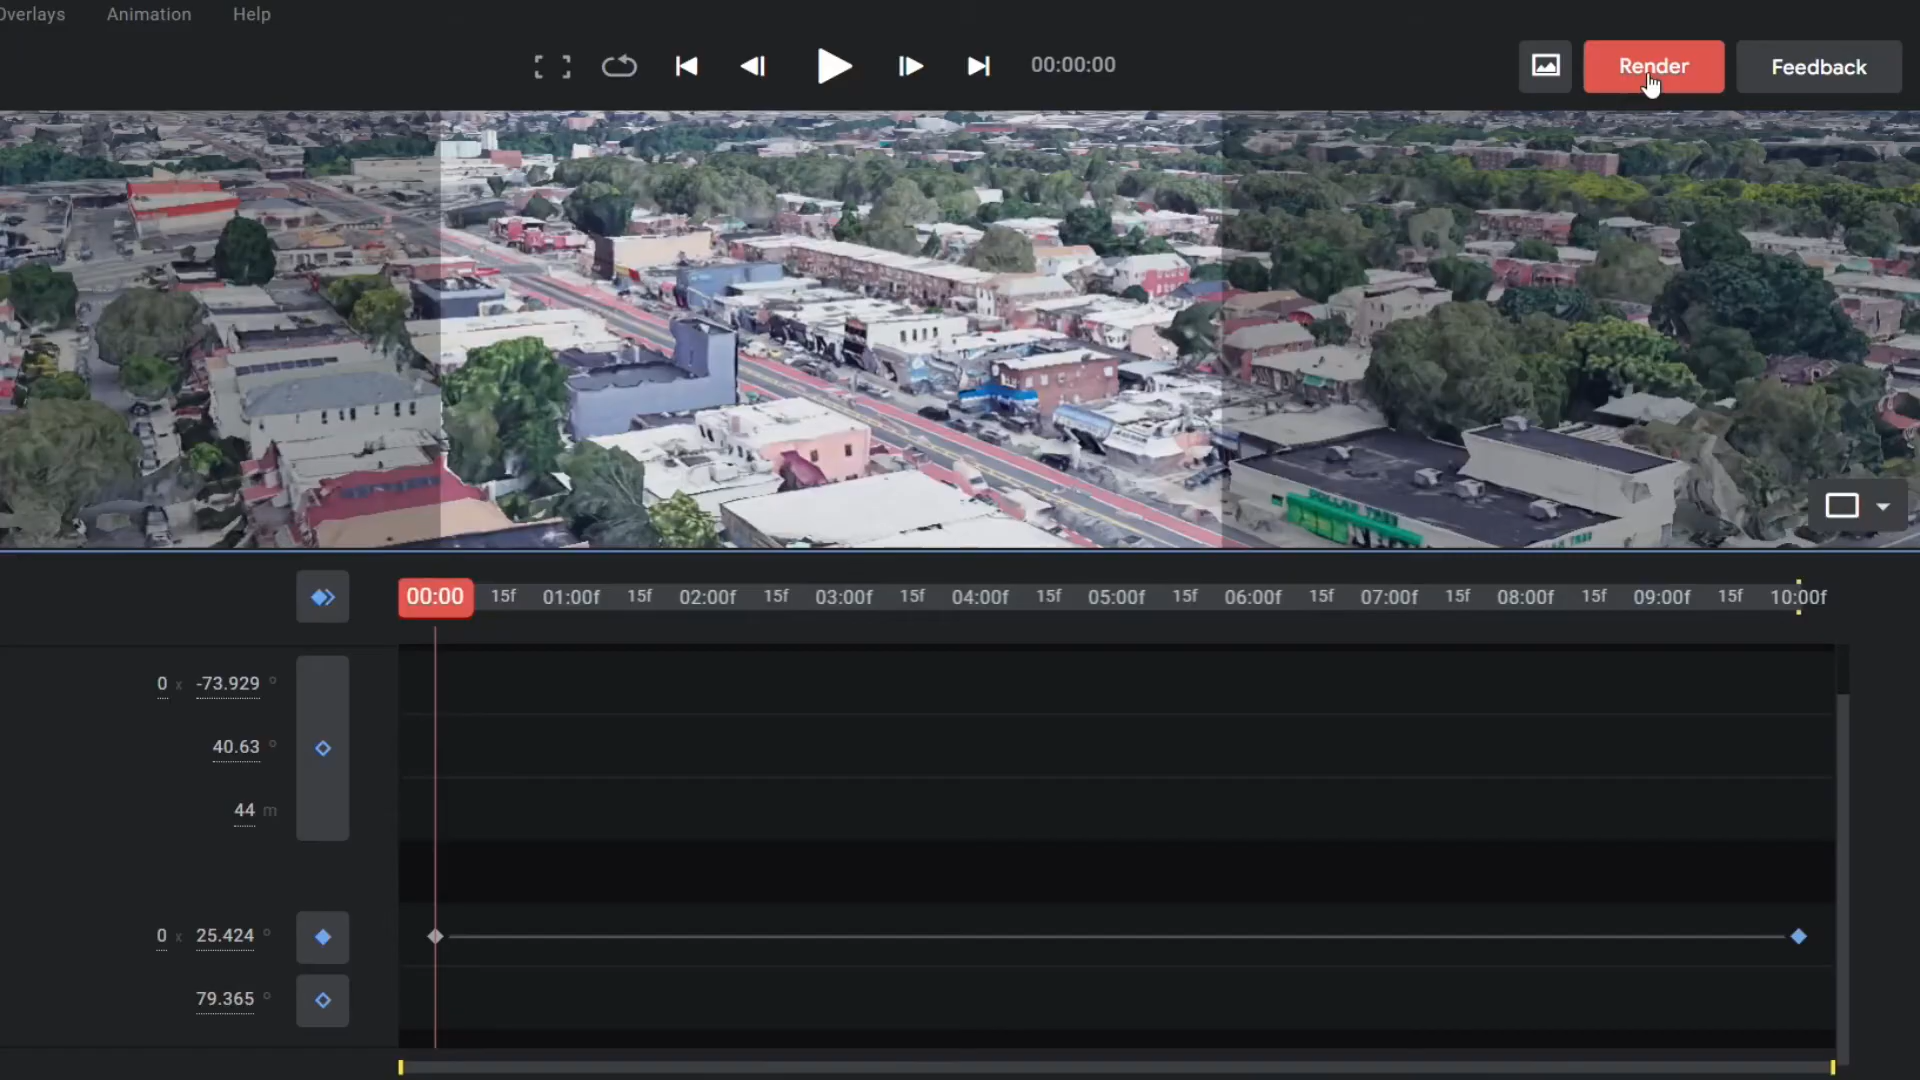 Overlays Animation Help
00:00:00
Render
Feedback
00:00 15f 01:00f 15f 02:00f 15f 03:00f 15f 04:00f 15f 05:00f 15f 06:00f 15f 07:00f 15f 08:00f 15f 09:00f 15f 10:00f
0 x -73.929 °
40.63 °
44 m
0 x 25.424 °
79.365 °